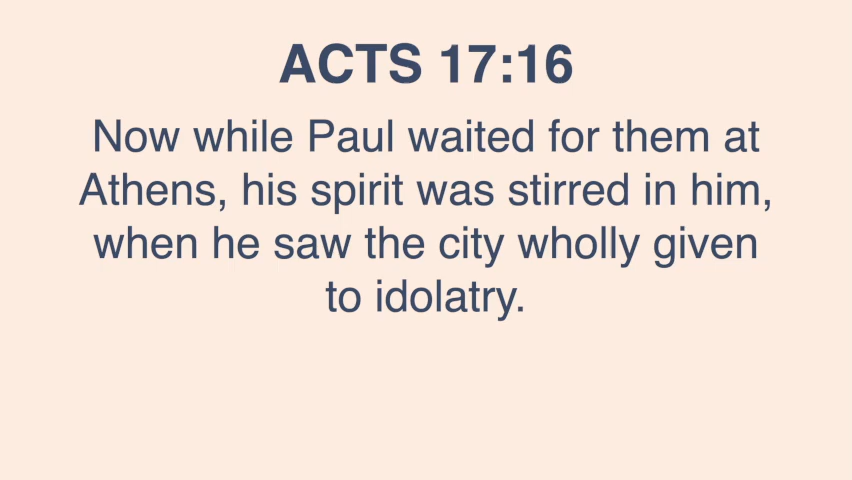 ACTS 17:16
Now while Paul waited for them at
Athens, his spirit was stirred in him,
when he saw the city wholly given
to idolatry.